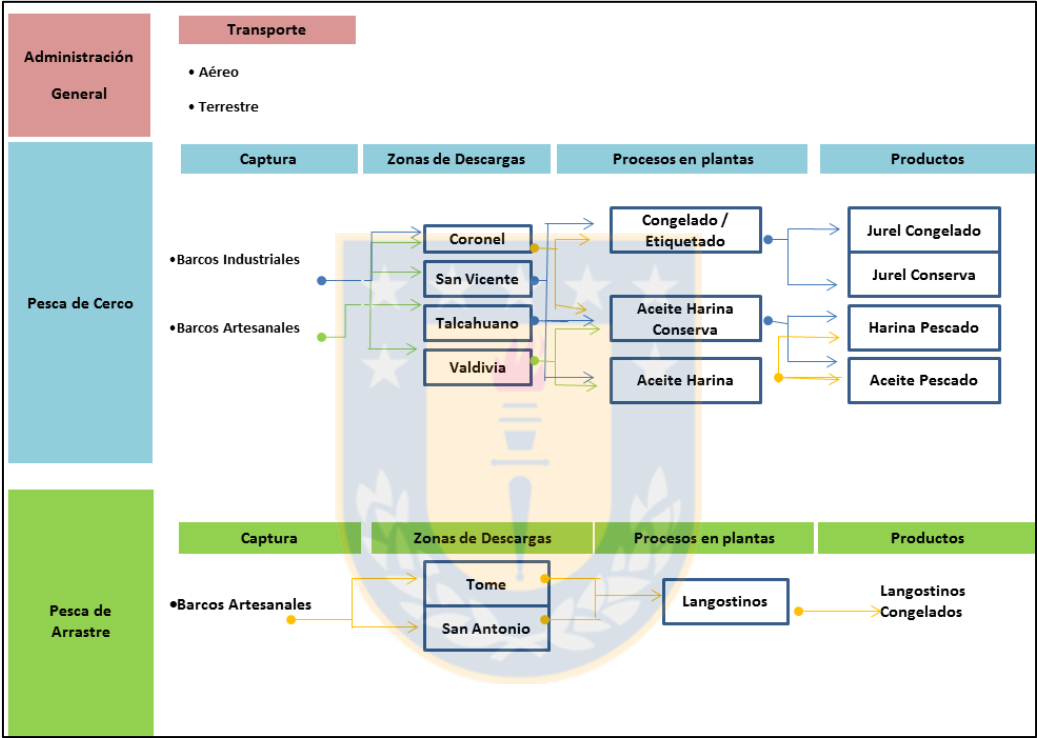 Administración
General
Transporte
• Aéreo
• Terrestre
Pesca de Cerco
Captura
Zonas de Descargas
Procesos en plantas
Productos
•Barcos Industriales
•Barcos Artesanales
Coronel
San Vicente
Talcahuano
Valdivia
Congelado /
Etiquetado
Aceite Harina
Conserva
Aceite Harina
Jurel Congelado
Jurel Conserva
Harina Pescado
Aceite Pescado
Pesca de
Arrastre
Captura
Zonas de Descargas
Procesos en plantas
Productos
•Barcos Artesanales
Tome
San Antonio
Langostinos
Langostinos
Congelados